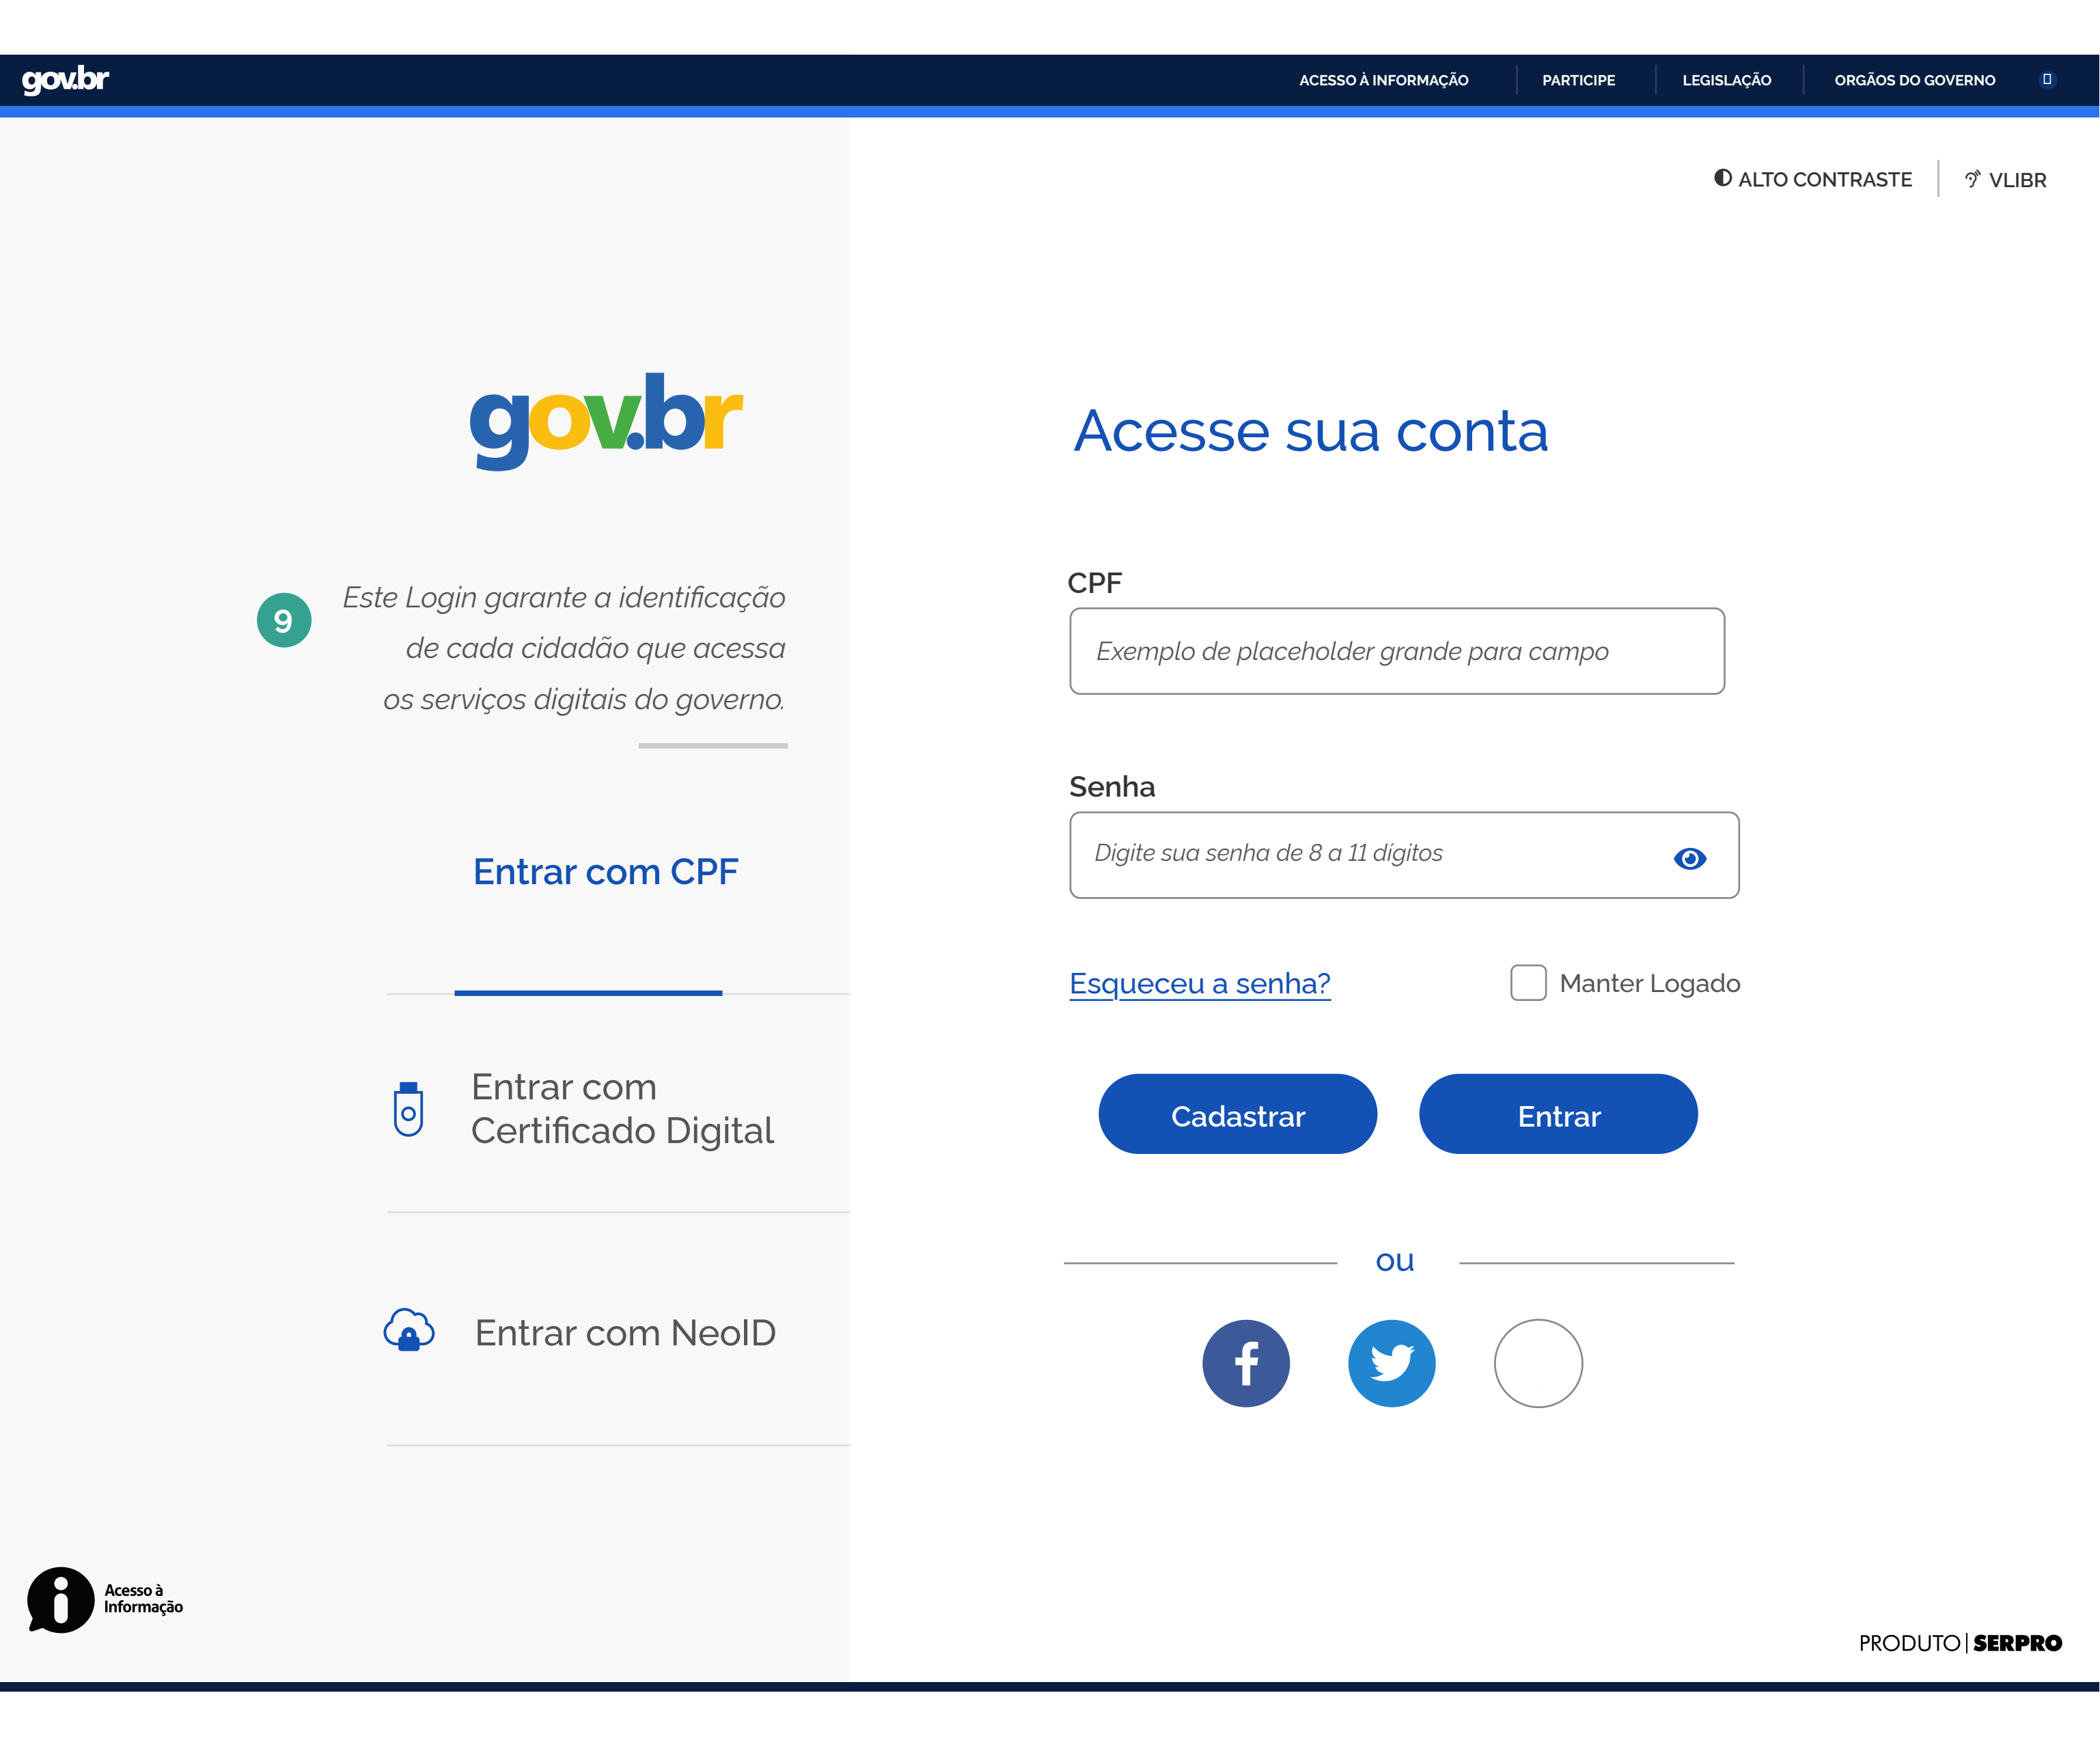 gov.br
ACESSO À INFORMAÇÃO
PARTICIPE
LEGISLAÇÃO
ORGÃOS DO GOVERNO
ALTO CONTRASTE
VLIBR
gov.br
9
Este Login garante a identificação
de cada cidadão que acessa
os serviços digitais do governo.
Entrar com CPF
Entrar com
Certificado Digital
Entrar com NeoID
Acesso à
Informação
Acesse sua conta
CPF
Exemplo de placeholder grande para campo
Senha
Digite sua senha de 8 a 11 dígitos
Esqueceu a senha?
Manter Logado
Cadastrar
Entrar
ou
PRODUTO | SERPRO